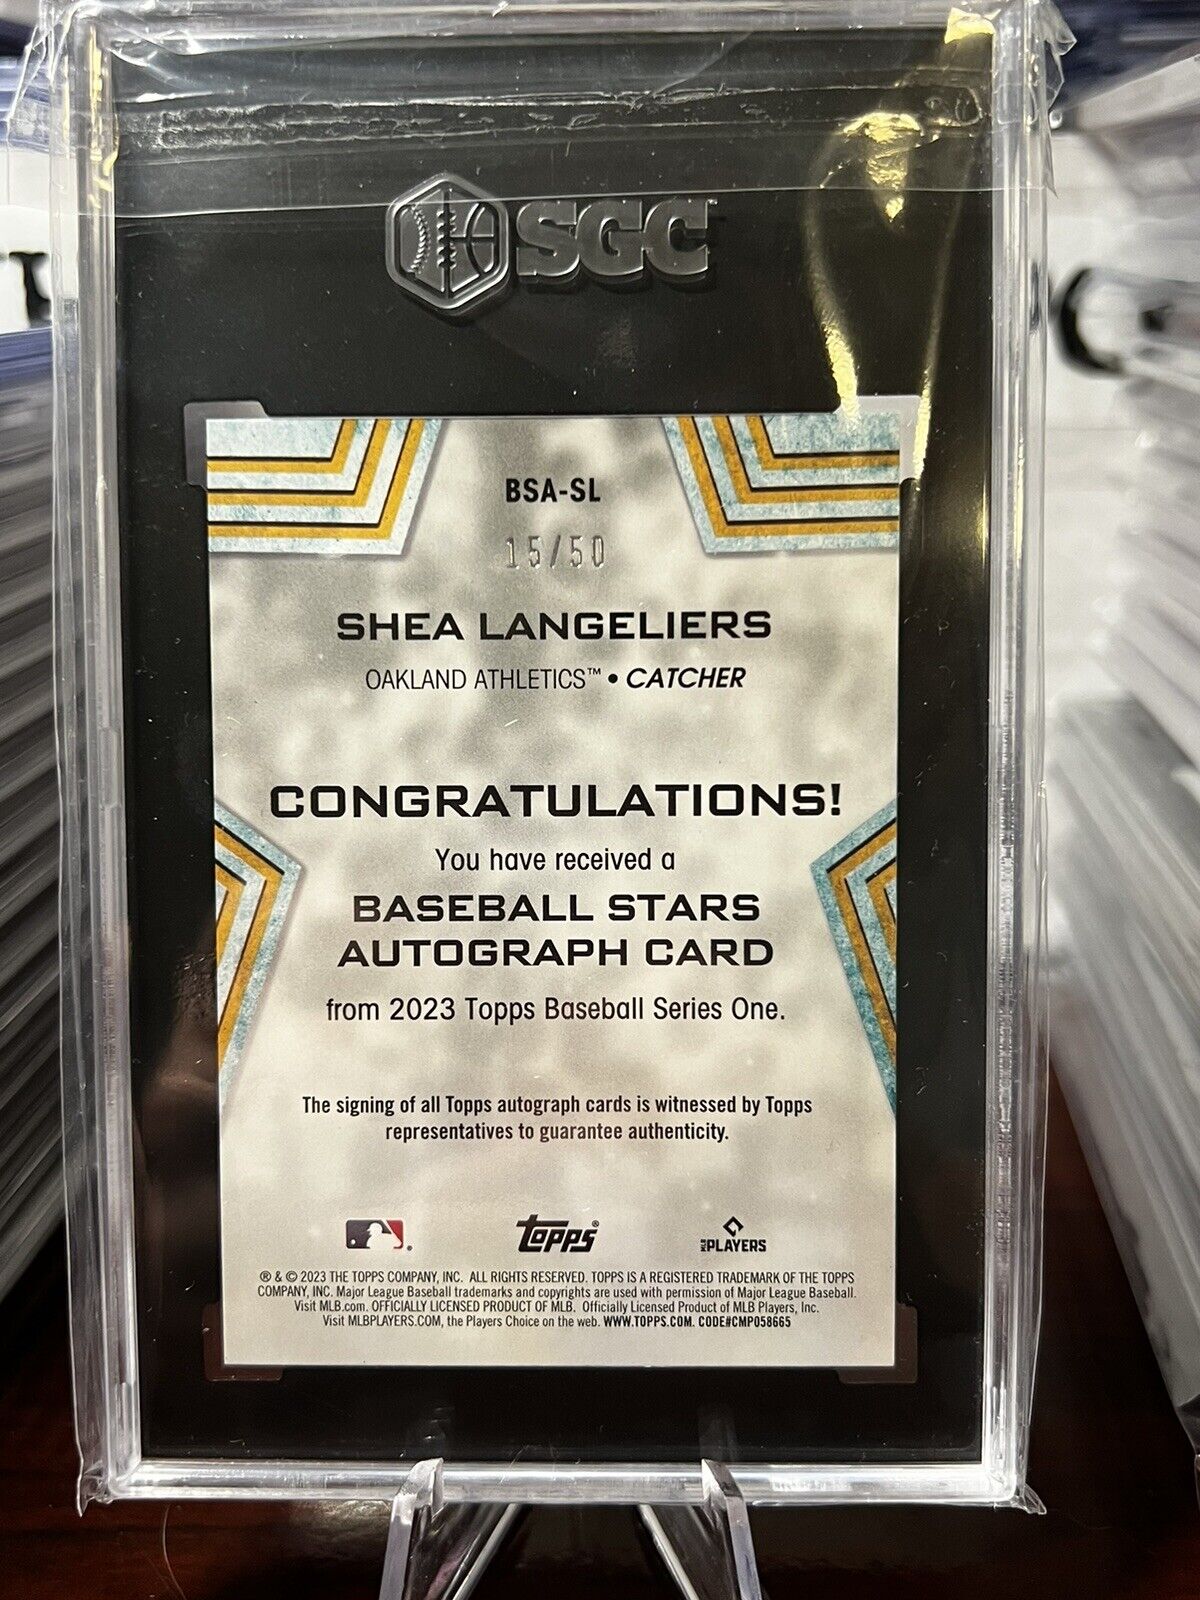 SGC
BSA-SL
15/50
SHEA LANGELIERS
OAKLAND ATHLETICS™ • CATCHER
CONGRATULATIONS!
You have received a
BASEBALL STARS
AUTOGRAPH CARD
from 2023 Topps Baseball Series One.
The signing of all Topps autograph cards is witnessed by Topps
representatives to guarantee authenticity.
topps® MLB PLAYERS
® & © 2023 THE TOPPS COMPANY, INC. ALL RIGHTS RESERVED. TOPPS IS A REGISTERED TRADEMARK OF THE TOPPS
COMPANY, INC. Major League Baseball trademarks and copyrights are used with permission of Major League Baseball.
Visit MLB.com. OFFICIALLY LICENSED PRODUCT OF MLB. Officially Licensed Product of MLB Players, Inc.
Visit MLBPLAYERS.COM, the Players Choice on the web. WWW.TOPPS.COM. CODE#CMP058665